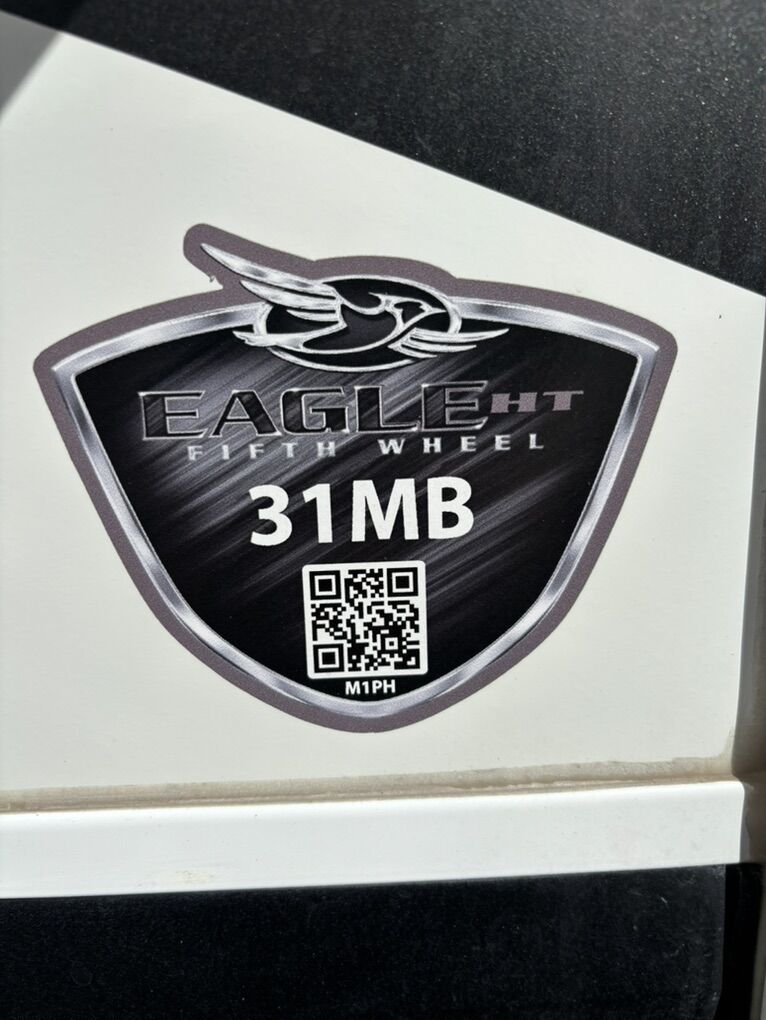 EAGLE HT
FIFTH WHEEL
31MB
M1PH